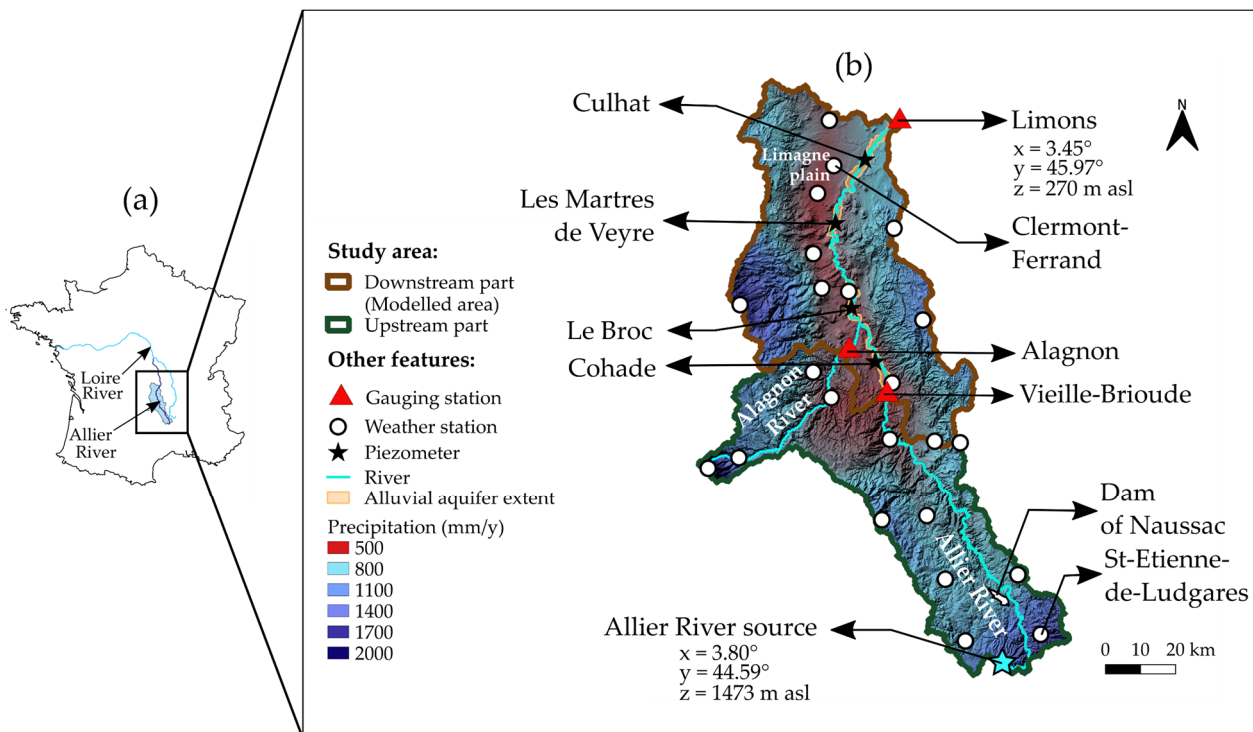 (a)
Loire
River
Allier
River
Study area:
Downstream part
(Modelled area)
Upstream part
Other features:
Gauging station
Weather station
Piezometer
River
Alluvial aquifer extent
Precipitation (mm/y)
500
800
1100
1400
1700
2000
(b)
N
Culhat
Limons
x = 3.45°
y = 45.97°
z = 270 m asl
Limagne
plain
Les Martres
de Veyre
Clermont-
Ferrand
Le Broc
Cohade
Alagnon
Vieille-Brioude
Alagnon
River
Dam
of Naussac
St-Etienne-
de-Ludgares
Allier River
Allier River source
x = 3.80°
y = 44.59°
z = 1473 m asl
0 10 20 km